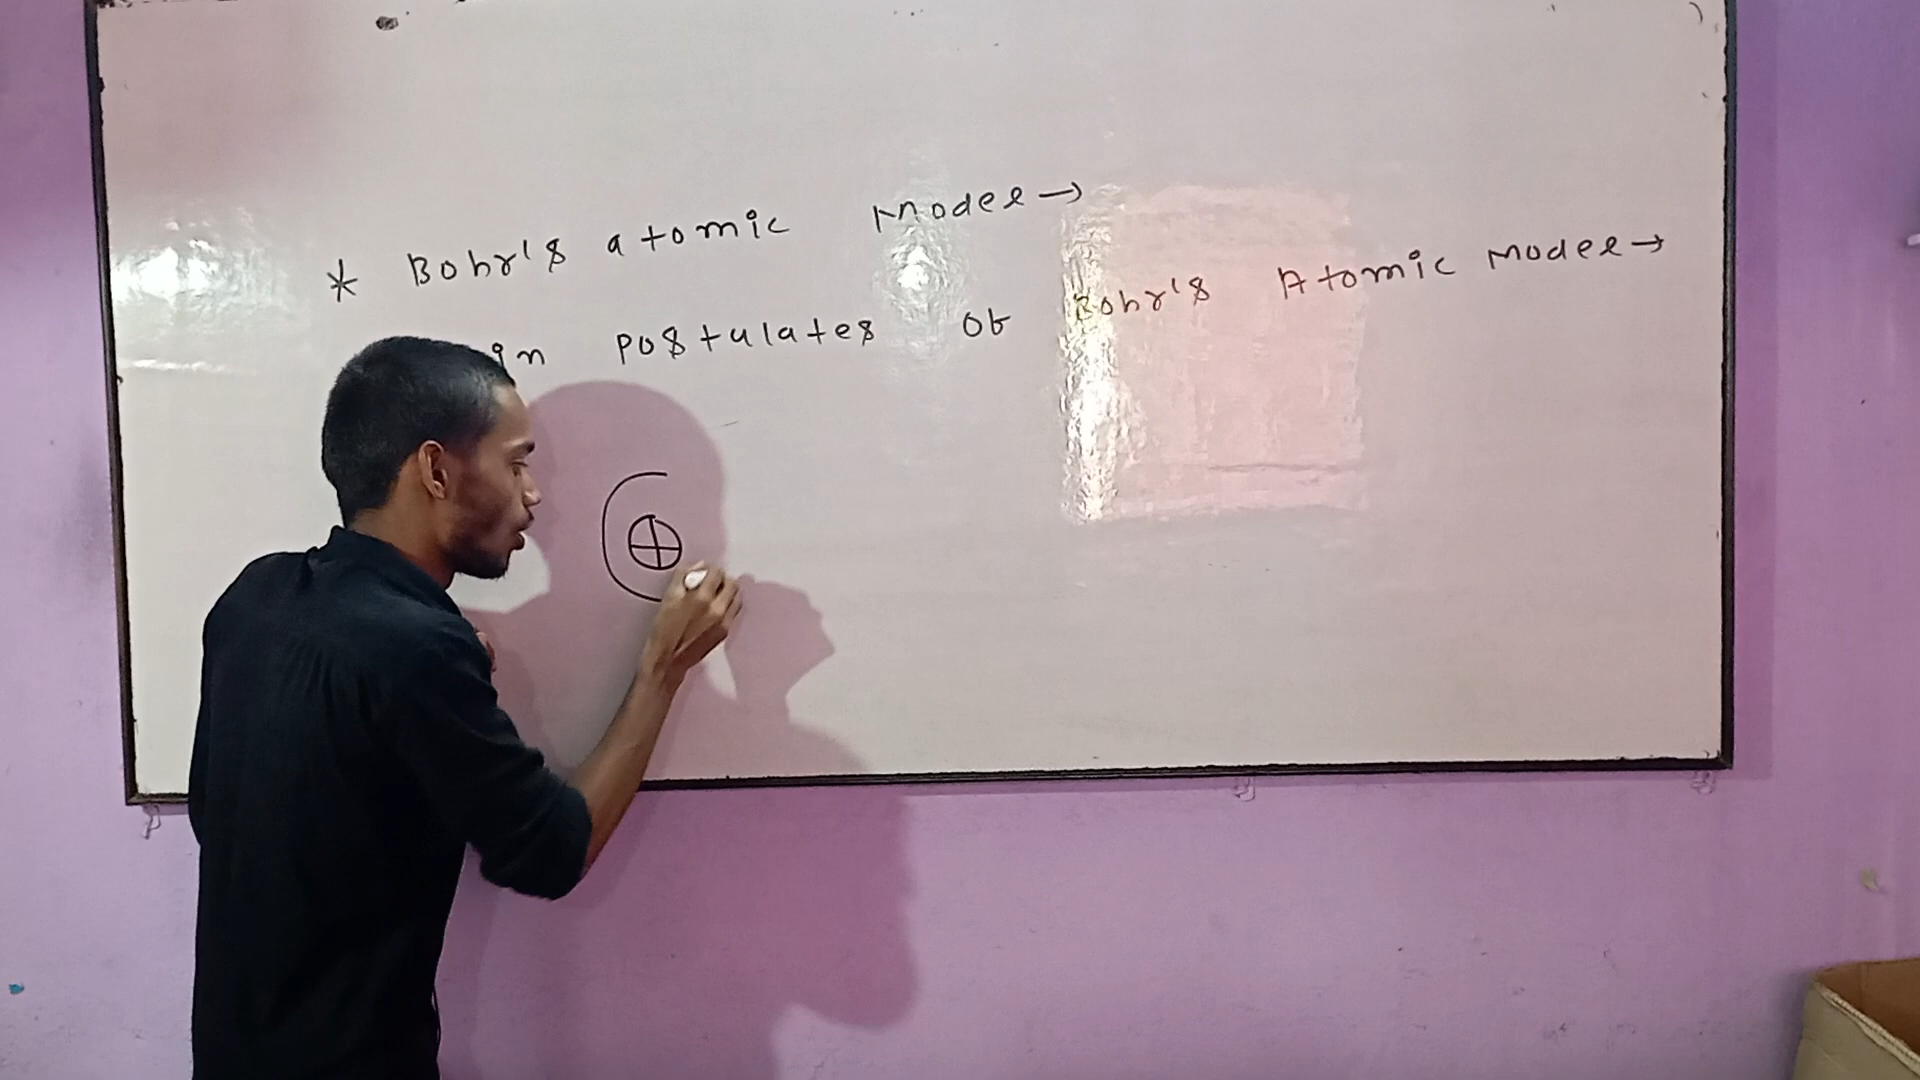 * Bohr's atomic Model →
in postulates of Bohr's Atomic Model →